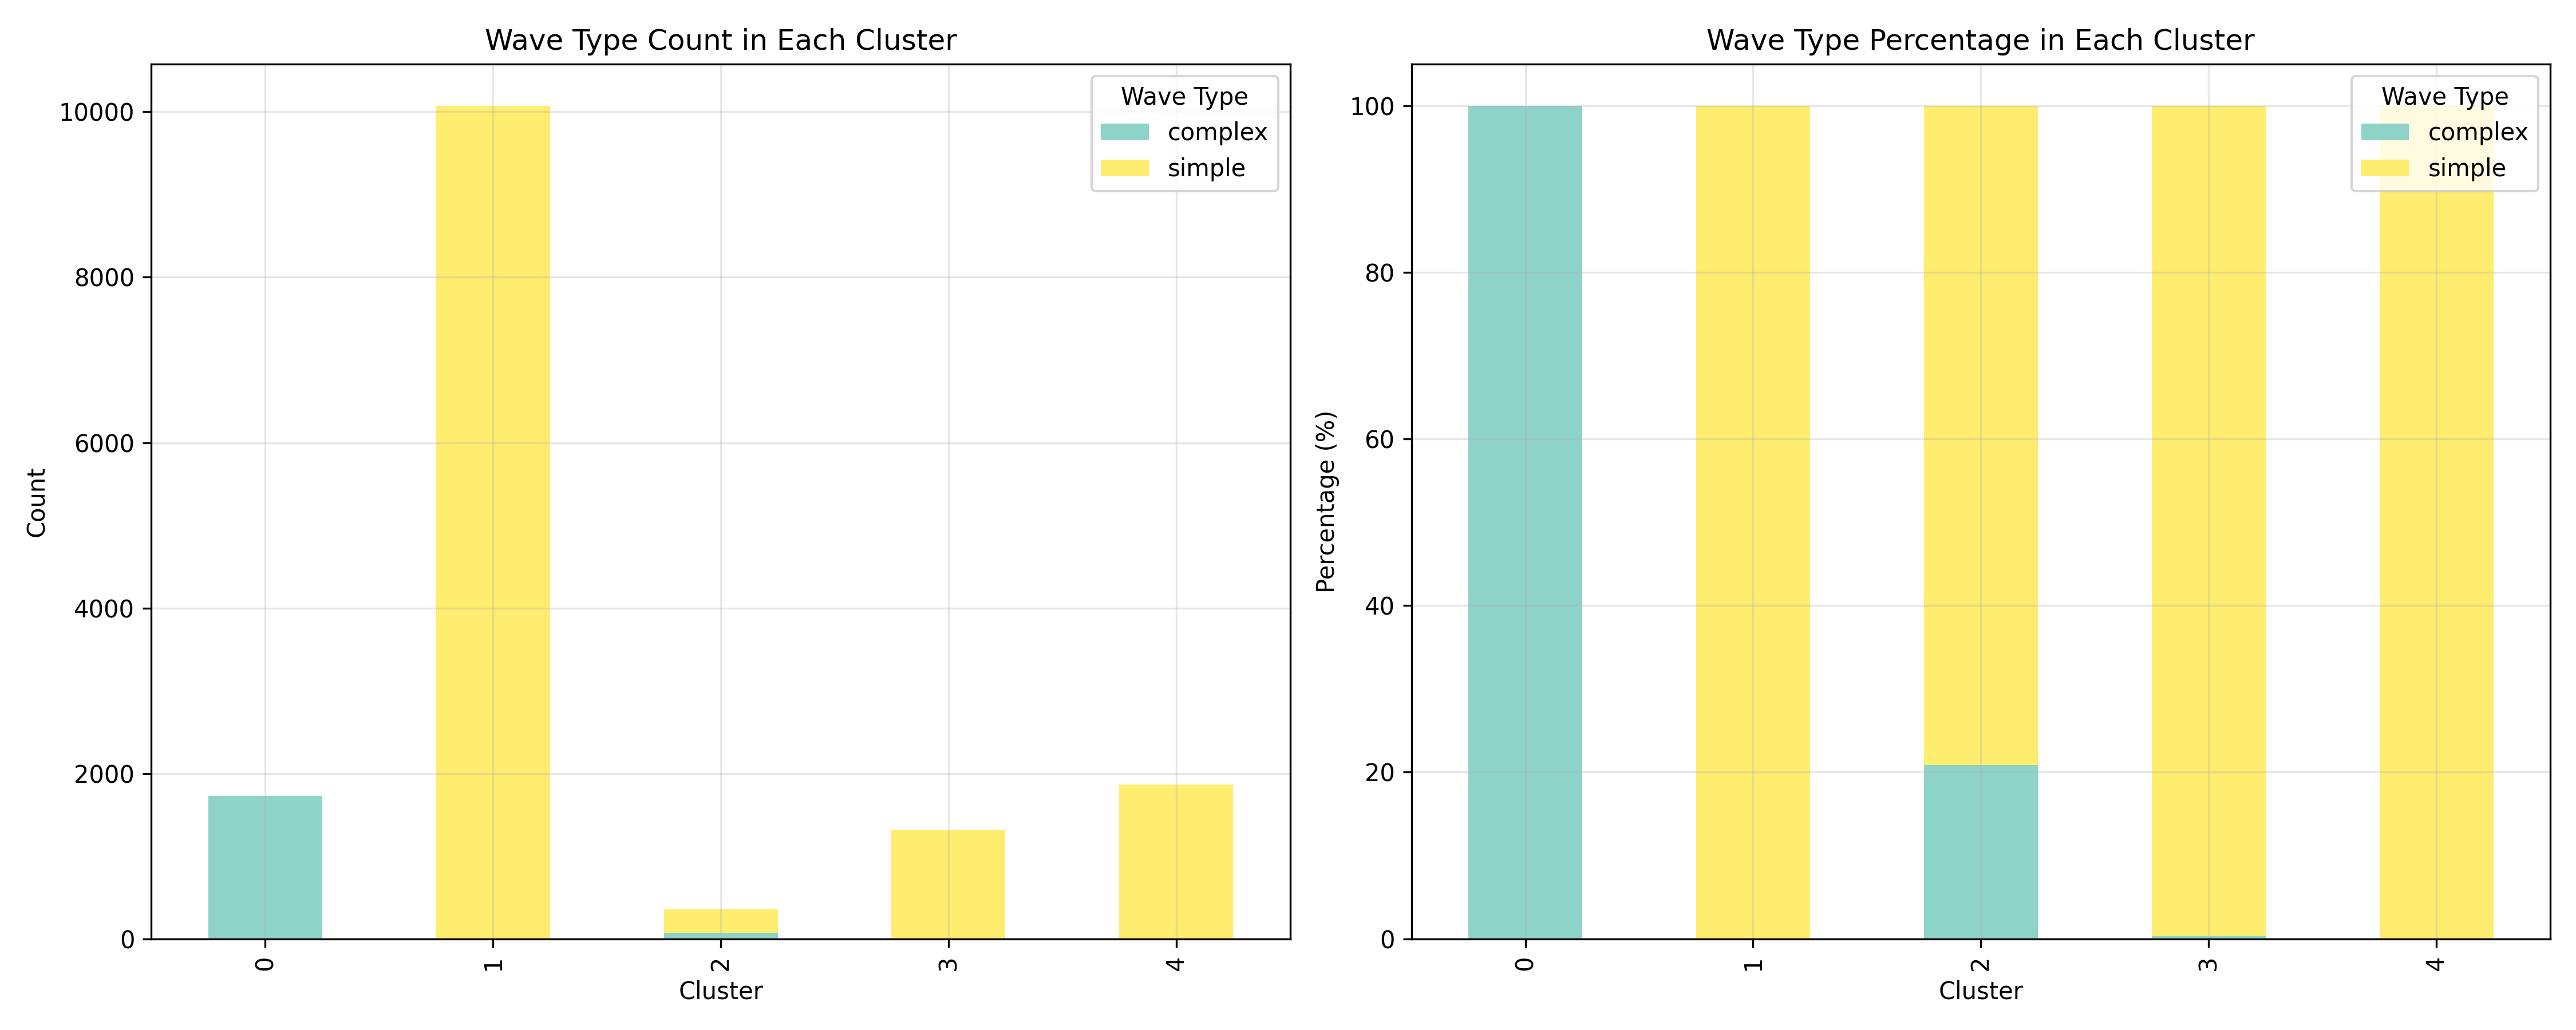 Wave Type Count in Each Cluster
Count
10000
8000
6000
4000
2000
0
0 1 2 3 4
Cluster
Wave Type
complex
simple
Wave Type Percentage in Each Cluster
Percentage (%)
100
80
60
40
20
0
0 1 2 3 4
Cluster
Wave Type
complex
simple